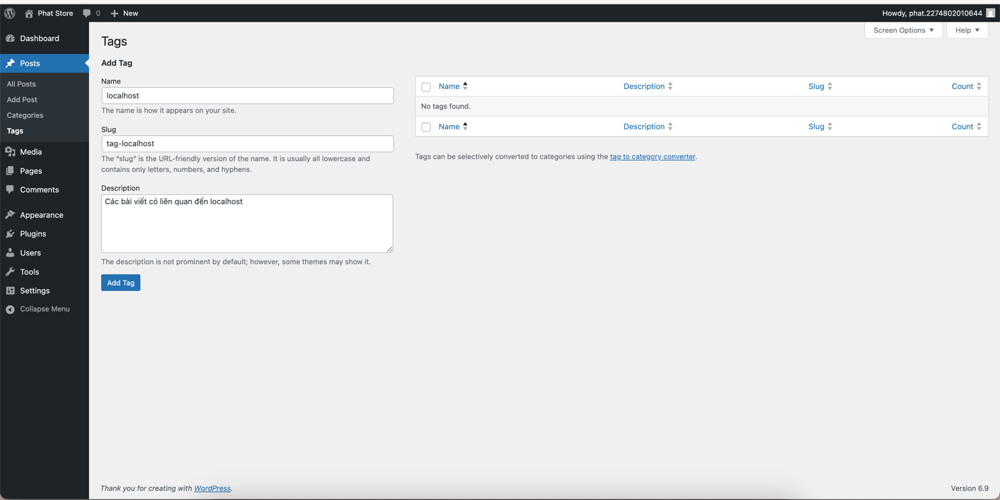 Phat Store 0 New Howdy, phat.2274802010644
Screen Options Help
Dashboard
Posts
All Posts
Add Post
Categories
Tags
Media
Pages
Comments
Appearance
Plugins
Users
Tools
Settings
Collapse Menu
Tags
Add Tag
Name
localhost
The name is how it appears on your site.
Slug
tag-localhost
The “slug” is the URL-friendly version of the name. It is usually all lowercase and
contains only letters, numbers, and hyphens.
Description
Các bài viết có liên quan đến localhost
The description is not prominent by default; however, some themes may show it.
Add Tag
Name Description Slug Count
No tags found.
Name Description Slug Count
Tags can be selectively converted to categories using the tag to category converter.
Thank you for creating with WordPress.
Version 6.9